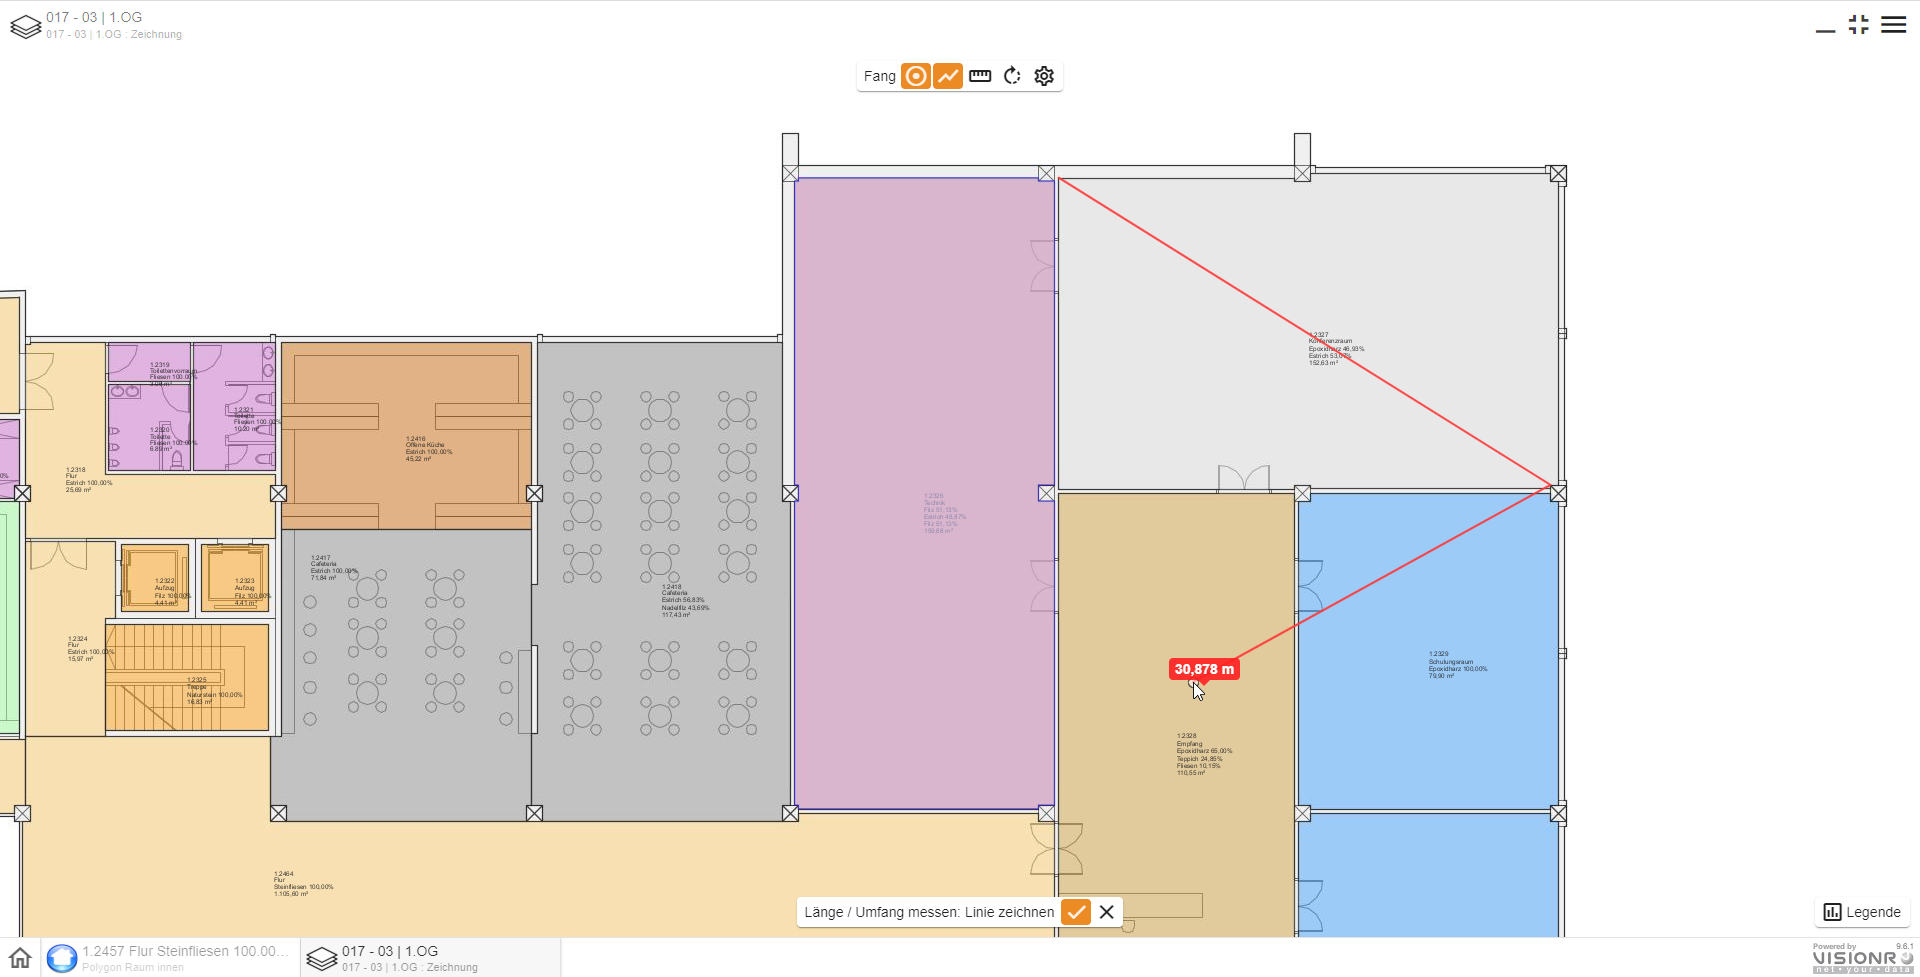 017 - 03 | 1.OG
017 - 03 | 1.OG : Zeichnung
Fang
1.2319
Toilettenvorraum
Fliesen 100.00%
1.2320
Toilette
Fliesen 100.00%
6.89 m²
1.2321
Toilette
Fliesen 100.00%
10.20 m²
1.2318
Flur
Estrich 100,00%
25,69 m²
1.2416
Offene Küche
Estrich 100,00%
45,22 m²
1.2417
Cafeteria
Estrich 100,00%
71,84 m²
1.2418
Cafeteria
Estrich 56,83%
Nadelfilz 43,69%
117,43 m²
1.2322
Aufzug
Filz 100,00%
4,41 m²
1.2323
Aufzug
Filz 100,00%
4,41 m²
1.2324
Flur
Estrich 100,00%
15,97 m²
1.2325
Treppe
Naturstein 100,00%
16.83 m²
1.2326
Technik
Filz 51,13%
Estrich 48,87%
Filz 51,13%
1.2327
Konferenzraum
Epoxidharz 46,93%
Estrich 53,07%
152,63 m²
30,878 m
1.2328
Empfang
Epoxidharz 65,00%
Teppich 24,85%
Fliesen 10,15%
110,55 m²
1.2329
Schulungsraum
Epoxidharz 100,00%
79,90 m²
1.2464
Flur
Steinfliesen 100,00%
1.105,60 m²
Länge / Umfang messen: Linie zeichnen
Legende
1.2457 Flur Steinfliesen 100.00...
Polygon Raum innen
017 - 03 | 1.OG
017 - 03 | 1.OG : Zeichnung
Powered by 9.6.1
VISIONR
net • your • data